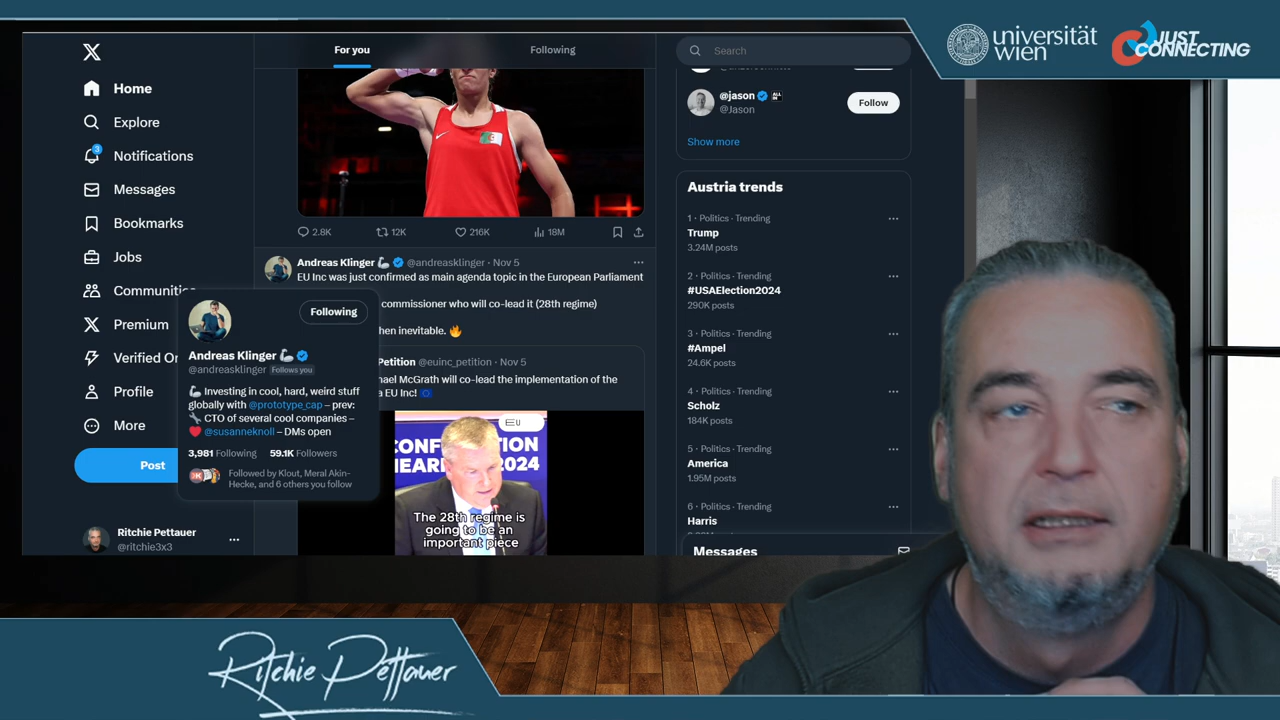 universität
wien
JUST
CONNECTING
Home
Explore
Notifications
3
Messages
Bookmarks
Jobs
Communities
Premium
Verified Or
Profile
More
Post
Ritchie Pettauer
@ritchie3x3
For you
Following
2.8K 12K 216K 18M
Andreas Klinger 💪 @andreasklinger · Nov 5
EU Inc was just confirmed as main agenda topic in the European Parliament
commissioner who will co-lead it (28th regime)
hen inevitable. 🔥
Petition @euinc_petition · Nov 5
hael McGrath will co-lead the implementation of the
a EU Inc! 🇪🇺
EU
2024
The 28th regime is
going to be an
important piece
Following
Andreas Klinger 💪
@andreasklinger Follows you
💪 Investing in cool, hard, weird stuff
globally with @prototype_cap – prev:
🔧 CTO of several cool companies –
❤️ @susanneknoll – DMs open
3,981 Following 59.1K Followers
Followed by Klout, Meral Akin-
Hecke, and 6 others you follow
Search
@jason
@Jason
Follow
Show more
Austria trends
1 · Politics · Trending
Trump
3.24M posts
2 · Politics · Trending
#USAElection2024
290K posts
3 · Politics · Trending
#Ampel
24.6K posts
4 · Politics · Trending
Scholz
184K posts
5 · Politics · Trending
America
1.95M posts
6 · Politics · Trending
Harris
Messages
Ritchie Pettauer